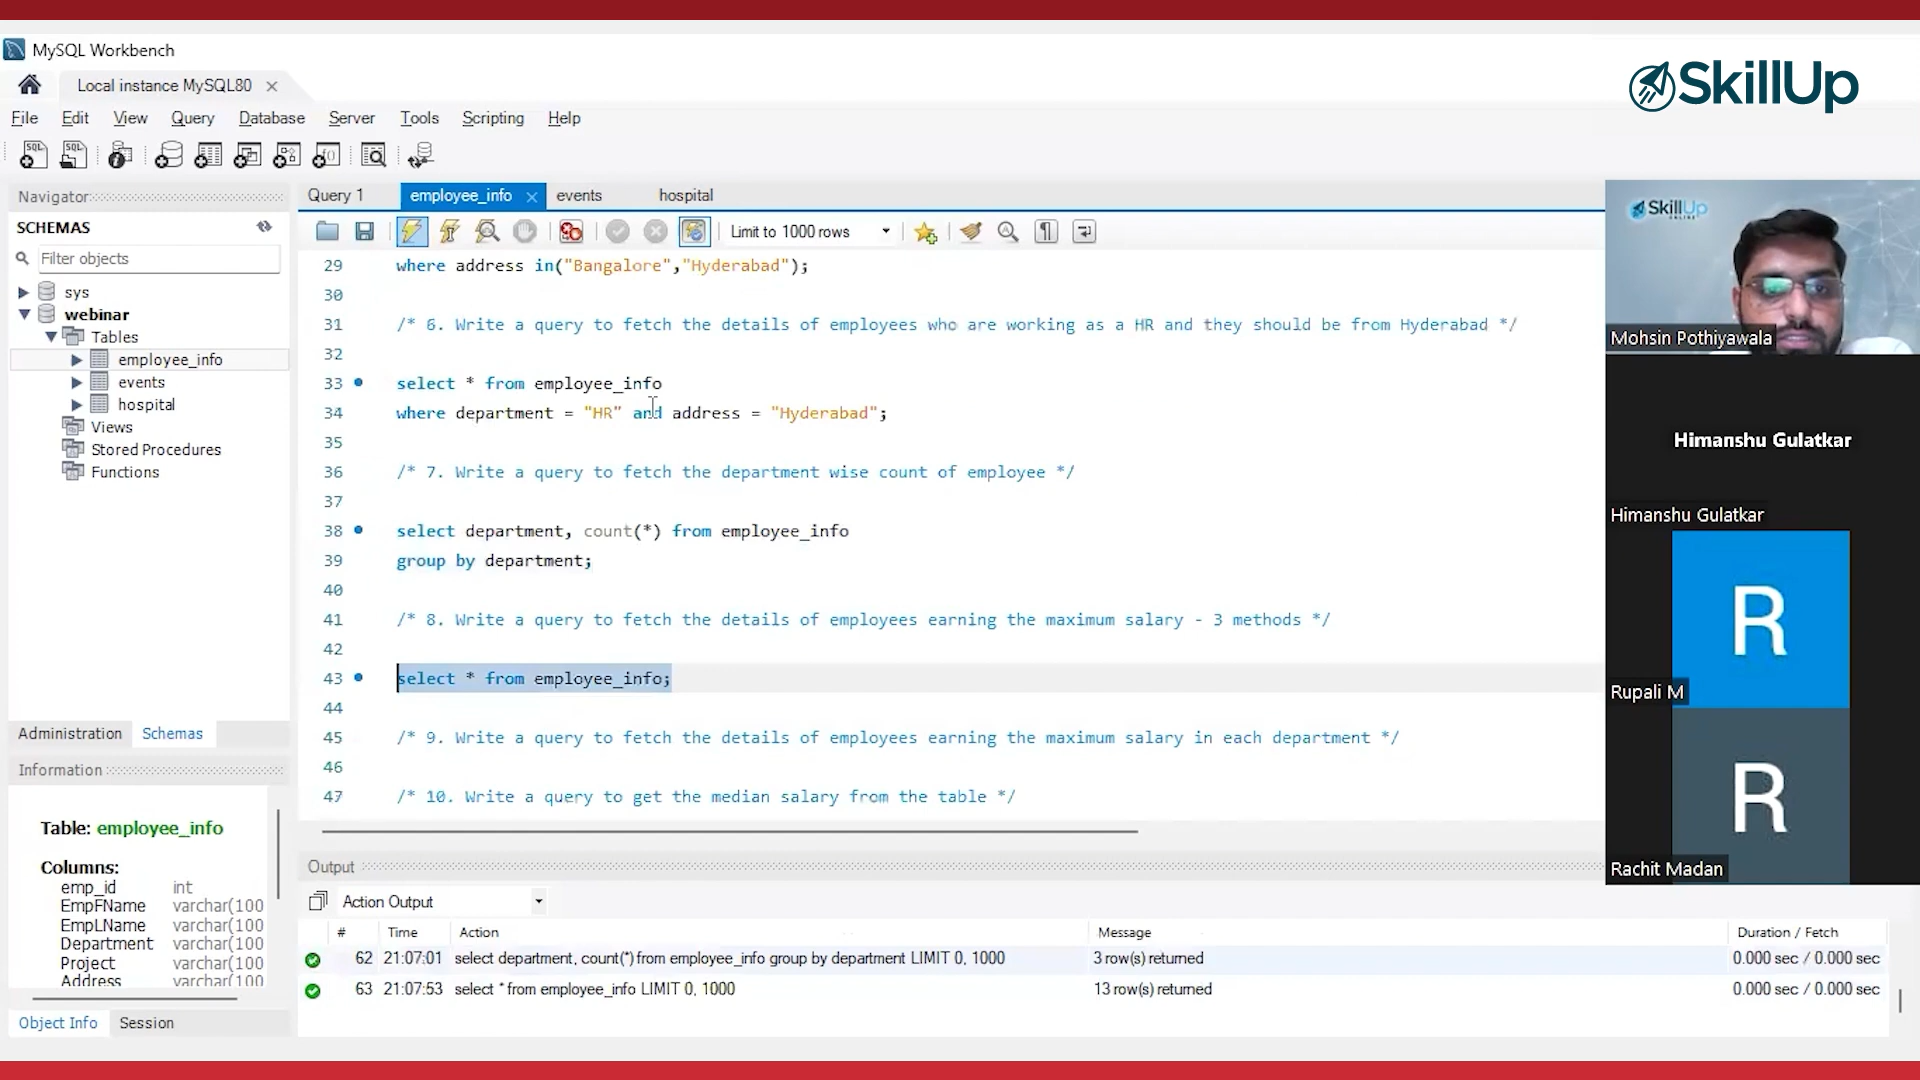 MySQL Workbench
SkillUp
Local instance MySQL80
File Edit View Query Database Server Tools Scripting Help
Navigator
Query 1 employee_info events hospital
SCHEMAS
Filter objects
Limit to 1000 rows
sys
webinar
Tables
employee_info
events
hospital
Views
Stored Procedures
Functions
29 where address in("Bangalore","Hyderabad");
30
31 /* 6. Write a query to fetch the details of employees who are working as a HR and they should be from Hyderabad */
32
33 select * from employee_info
34 where department = "HR" and address = "Hyderabad";
35
36 /* 7. Write a query to fetch the department wise count of employee */
37
38 select department, count(*) from employee_info
39 group by department;
40
41 /* 8. Write a query to fetch the details of employees earning the maximum salary - 3 methods */
42
43 select * from employee_info;
44
45 /* 9. Write a query to fetch the details of employees earning the maximum salary in each department */
46
47 /* 10. Write a query to get the median salary from the table */
Administration Schemas
Information
Table: employee_info
Columns:
emp_id int
EmpFName varchar(100
EmpLName varchar(100
Department varchar(100
Project varchar(100
Address varchar(100
Object Info Session
Output
Action Output
# Time Action Message Duration / Fetch
62 21:07:01 select department, count(*) from employee_info group by department LIMIT 0, 1000 3 row(s) returned 0.000 sec / 0.000 sec
63 21:07:53 select * from employee_info LIMIT 0, 1000 13 row(s) returned 0.000 sec / 0.000 sec
SkillUp
ONLINE
Mohsin Pothiyawala
Himanshu Gulatkar
Himanshu Gulatkar
R
Rupali M
R
Rachit Madan